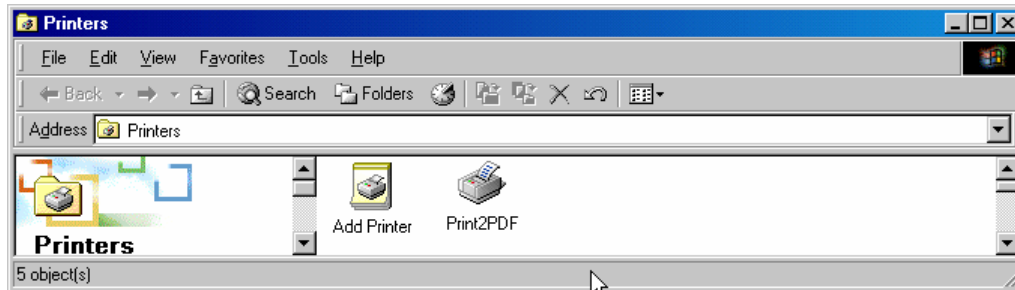 Printers
File Edit View Favorites Tools Help
Back Search Folders
Address Printers
Add Printer Print2PDF
Printers
5 object(s)